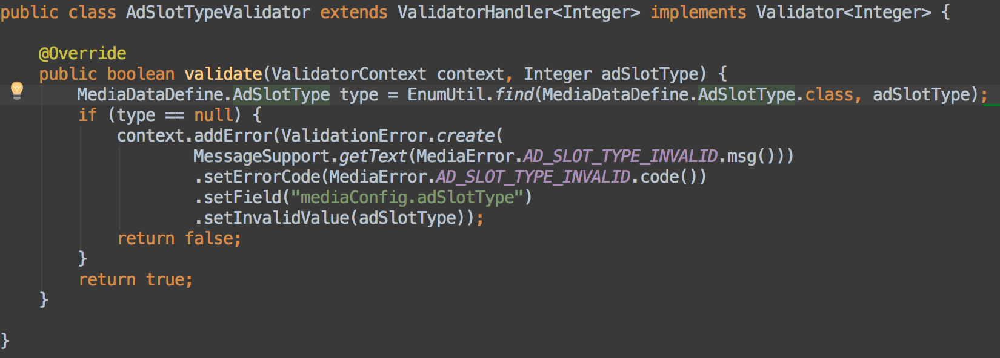 public class AdSlotTypeValidator extends ValidatorHandler<Integer> implements Validator<Integer> {
@Override
public boolean validate(ValidatorContext context, Integer adSlotType) {
MediaDataDefine.AdSlotType type = EnumUtil.find(MediaDataDefine.AdSlotType.class, adSlotType);
if (type == null) {
context.addError(ValidationError.create(
MessageSupport.getText(MediaError.AD_SLOT_TYPE_INVALID.msg()))
.setErrorCode(MediaError.AD_SLOT_TYPE_INVALID.code())
.setField("mediaConfig.adSlotType")
.setInvalidValue(adSlotType));
return false;
}
return true;
}
}